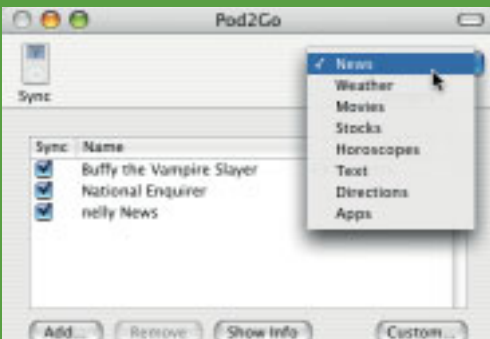 Pod2Go
Sync
News
Weather
Movies
Stocks
Horoscopes
Text
Directions
Apps
Sync Name
Buffy the Vampire Slayer
National Enquirer
nelly News
Add... Remove Show Info Custom...